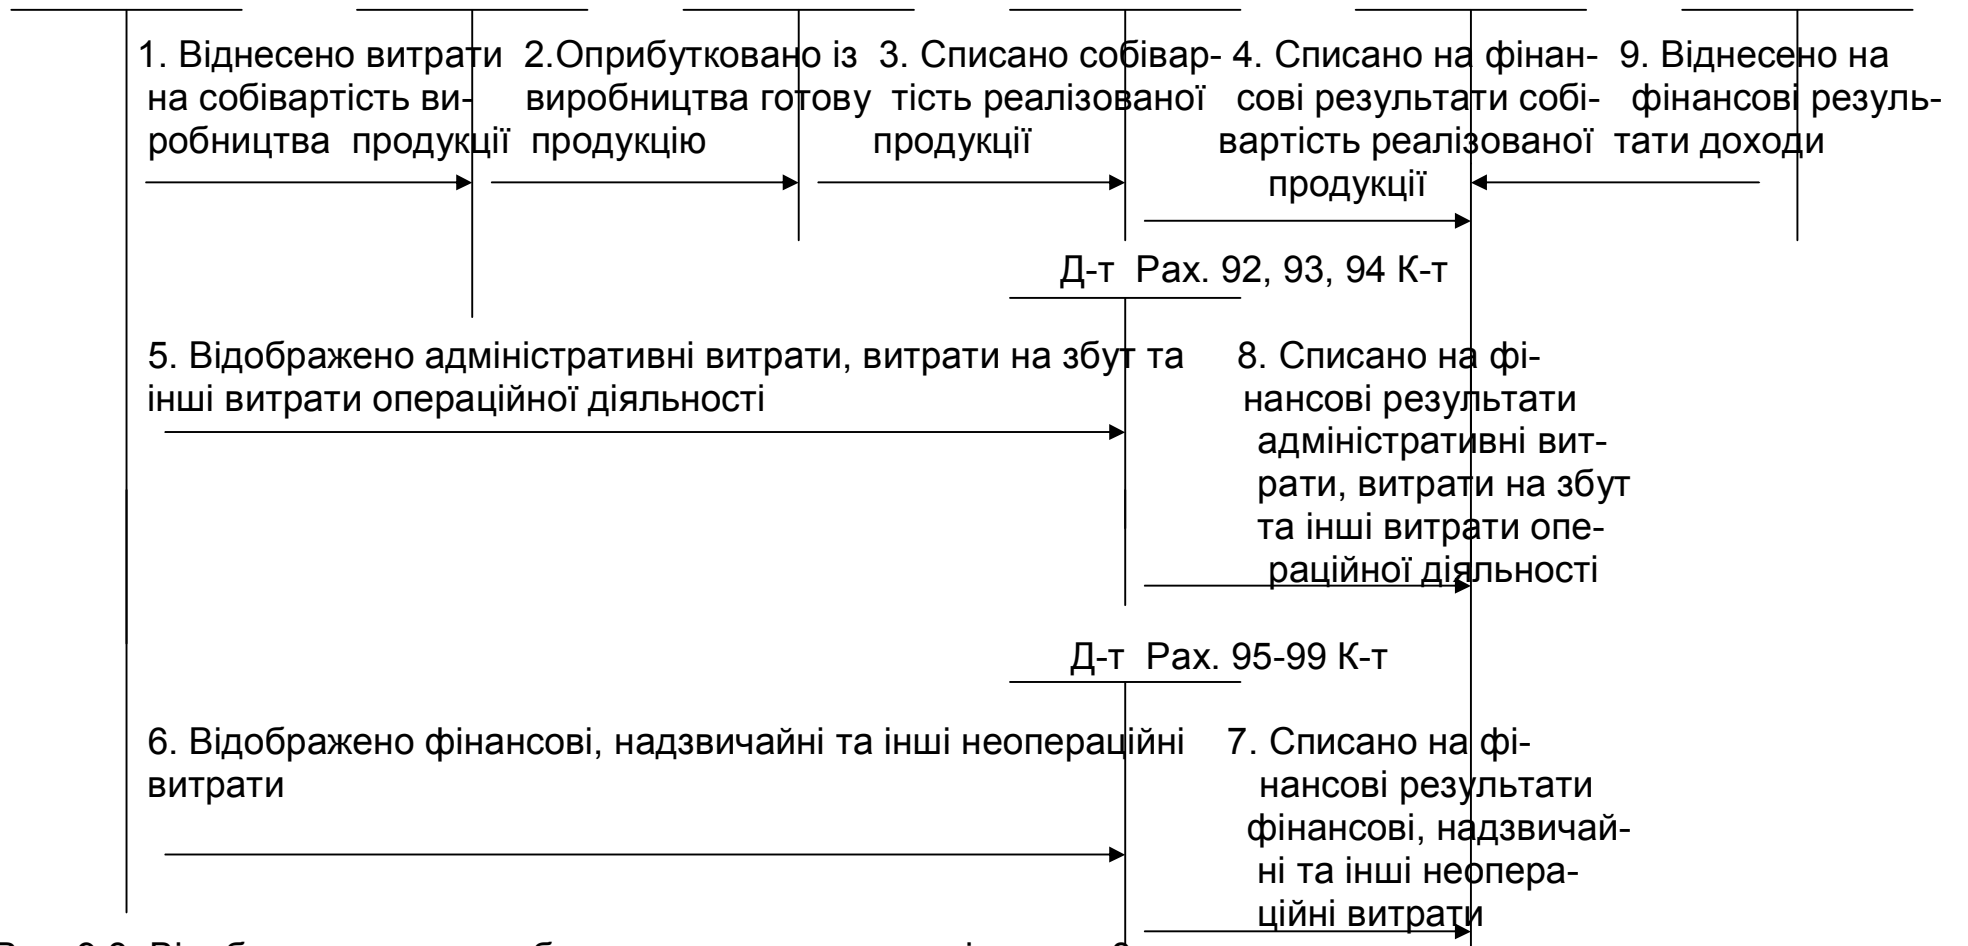 1. Віднесено витрати
на собівартість ви-
робництва продукції
2.Оприбутковано із
виробництва готову
продукцію
3. Списано собівар-
тість реалізованої
продукції
4. Списано на фінан-
сові результати собі-
вартість реалізованої
продукції
9. Віднесено на
фінансові резуль-
тати доходи
Д-т Рах. 92, 93, 94 К-т
5. Відображено адміністративні витрати, витрати на збут та
інші витрати операційної діяльності
8. Списано на фі-
нансові результати
адміністративні вит-
рати, витрати на збут
та інші витрати опе-
раційної діяльності
Д-т Рах. 95-99 К-т
6. Відображено фінансові, надзвичайні та інші неопераційні
витрати
7. Списано на фі-
нансові результати
фінансові, надзвичай-
ні та інші неопера-
ційні витрати